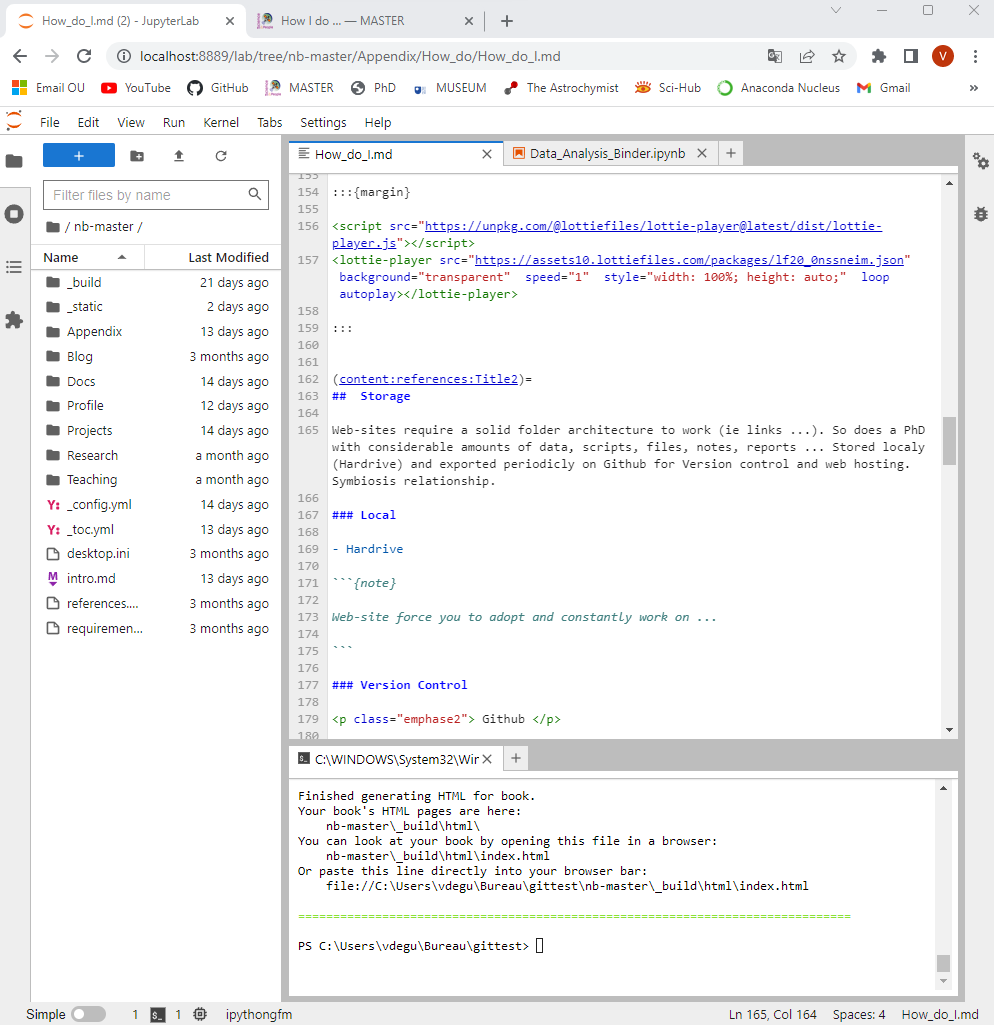 How_do_I.md (2) - JupyterLab
How I do ... — MASTER
localhost:8889/lab/tree/nb-master/Appendix/How_do/How_do_I.md
V
Email OU
YouTube
GitHub
MASTER
PhD
MUSEUM
The Astrochymist
Sci-Hub
Anaconda Nucleus
Gmail
»
File Edit View Run Kernel Tabs Settings Help
Filter files by name
/ nb-master /
Name Last Modified
_build 21 days ago
_static 2 days ago
Appendix 13 days ago
Blog 3 months ago
Docs 14 days ago
Profile 12 days ago
Projects 14 days ago
Research a month ago
Teaching a month ago
Y: _config.yml 14 days ago
Y: _toc.yml 13 days ago
desktop.ini 3 months ago
M intro.md 13 days ago
references.... 3 months ago
requiremen... 3 months ago
How_do_I.md
Data_Analysis_Binder.ipynb
153
154 :::{margin}
155
156 <script src="https://unpkg.com/@lottiefiles/lottie-player@latest/dist/lottie-
player.js"></script>
157 <lottie-player src="https://assets10.lottiefiles.com/packages/lf20_0nssneim.json"
background="transparent"  speed="1"  style="width: 100%; height: auto;"  loop
autoplay></lottie-player>
158
159 :::
160
161
162 (content:references:Title2)=
163 ##  Storage
164
165 Web-sites require a solid folder architecture to work (ie links ...). So does a PhD
with considerable amounts of data, scripts, files, notes, reports ... Stored localy
(Hardrive) and exported periodicly on Github for Version control and web hosting.
Symbiosis relationship.
166
167 ### Local
168
169 - Hardrive
170
171 ```{note}
172
173 Web-site force you to adopt and constantly work on ...
174
175 ```
176
177 ### Version Control
178
179 <p class="emphase2"> Github </p>
180
C:\WINDOWS\System32\Wir
Finished generating HTML for book.
Your book's HTML pages are here:
nb-master\_build\html\
You can look at your book by opening this file in a browser:
nb-master\_build\html\index.html
Or paste this line directly into your browser bar:
file://C:\Users\vdegu\Bureau\gittest\nb-master\_build\html\index.html
===============================================================================
PS C:\Users\vdegu\Bureau\gittest>
Simple 1 1 ipythongfm Ln 165, Col 164 Spaces: 4 How_do_I.md